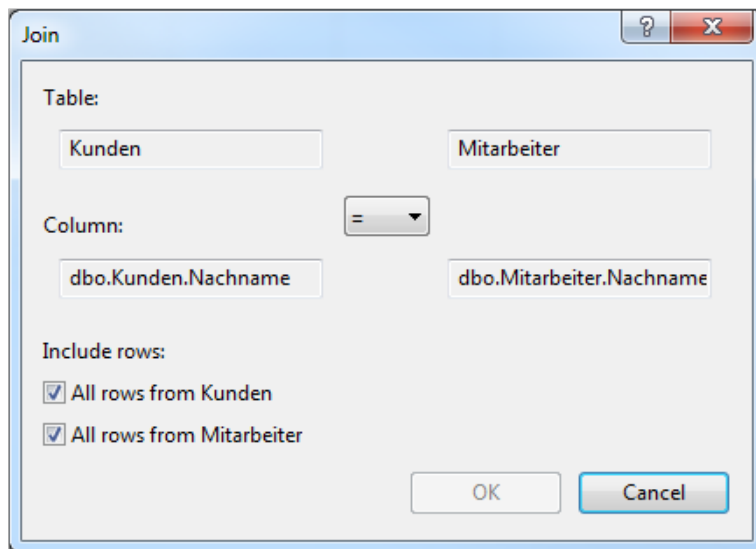 Join
Table:
Kunden
Mitarbeiter
=
Column:
dbo.Kunden.Nachname
dbo.Mitarbeiter.Nachname
Include rows:
All rows from Kunden
All rows from Mitarbeiter
OK
Cancel